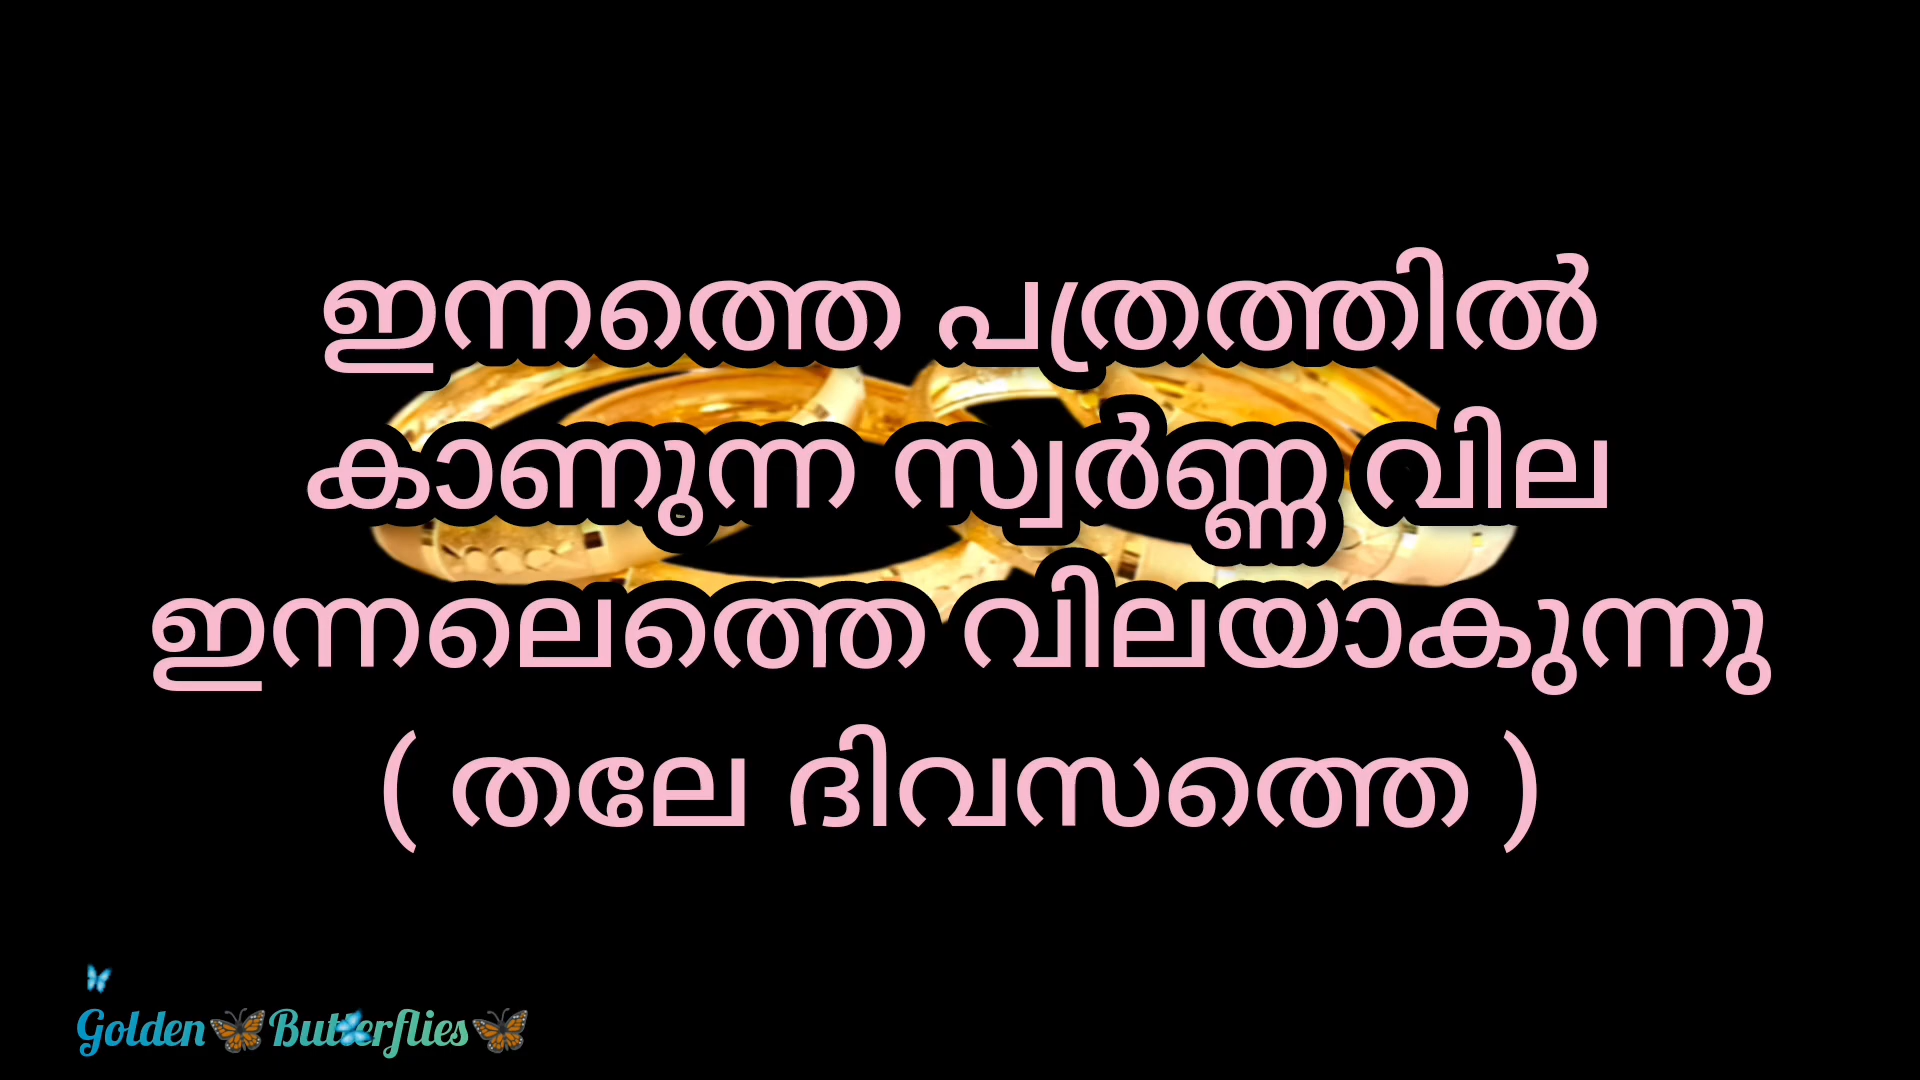 ഇന്നത്തെ പത്രത്തിൽ
കാണുന്ന സ്വർണ്ണ വില
ഇന്നലെത്തെ വിലയാകുന്നു
( തലേ ദിവസത്തെ )
Golden🦋Butterflies🦋